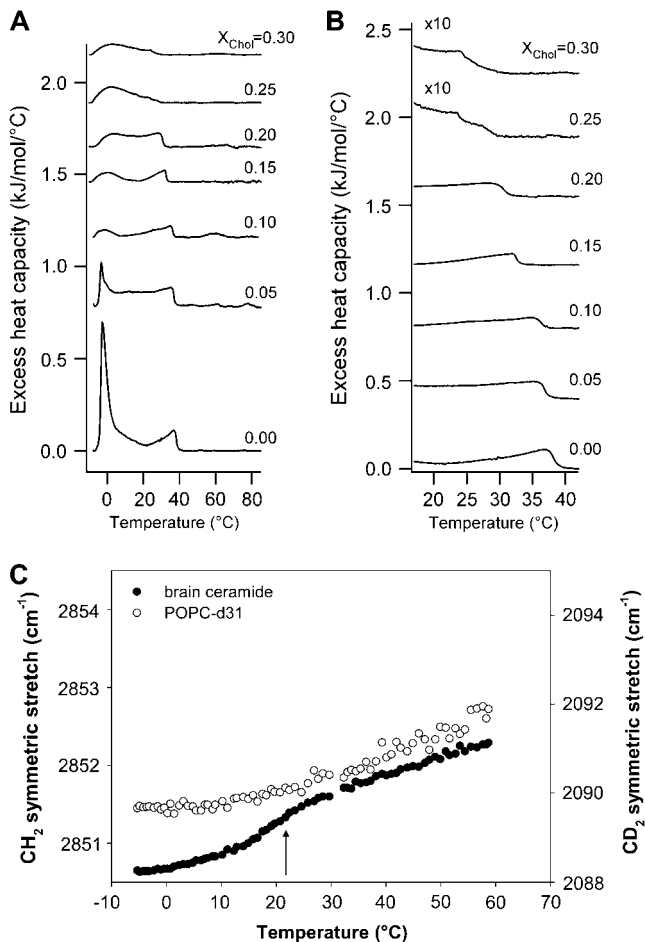 A
X_Chol=0.30
0.25
0.20
0.15
0.10
0.05
0.00
2.0
1.5
1.0
0.5
0.0
Excess heat capacity (kJ/mol/°C)
0 20 40 60 80
Temperature (°C)
B
x10
X_Chol=0.30
x10
0.25
0.20
0.15
0.10
0.05
0.00
2.5
2.0
1.5
1.0
0.5
0.0
Excess heat capacity (kJ/mol/°C)
20 25 30 35 40
Temperature (°C)
C
brain ceramide
POPC-d31
2854
2853
2852
2851
CH2 symmetric stretch (cm-1)
2094
2092
2090
2088
CD2 symmetric stretch (cm-1)
-10 0 10 20 30 40 50 60 70
Temperature (°C)